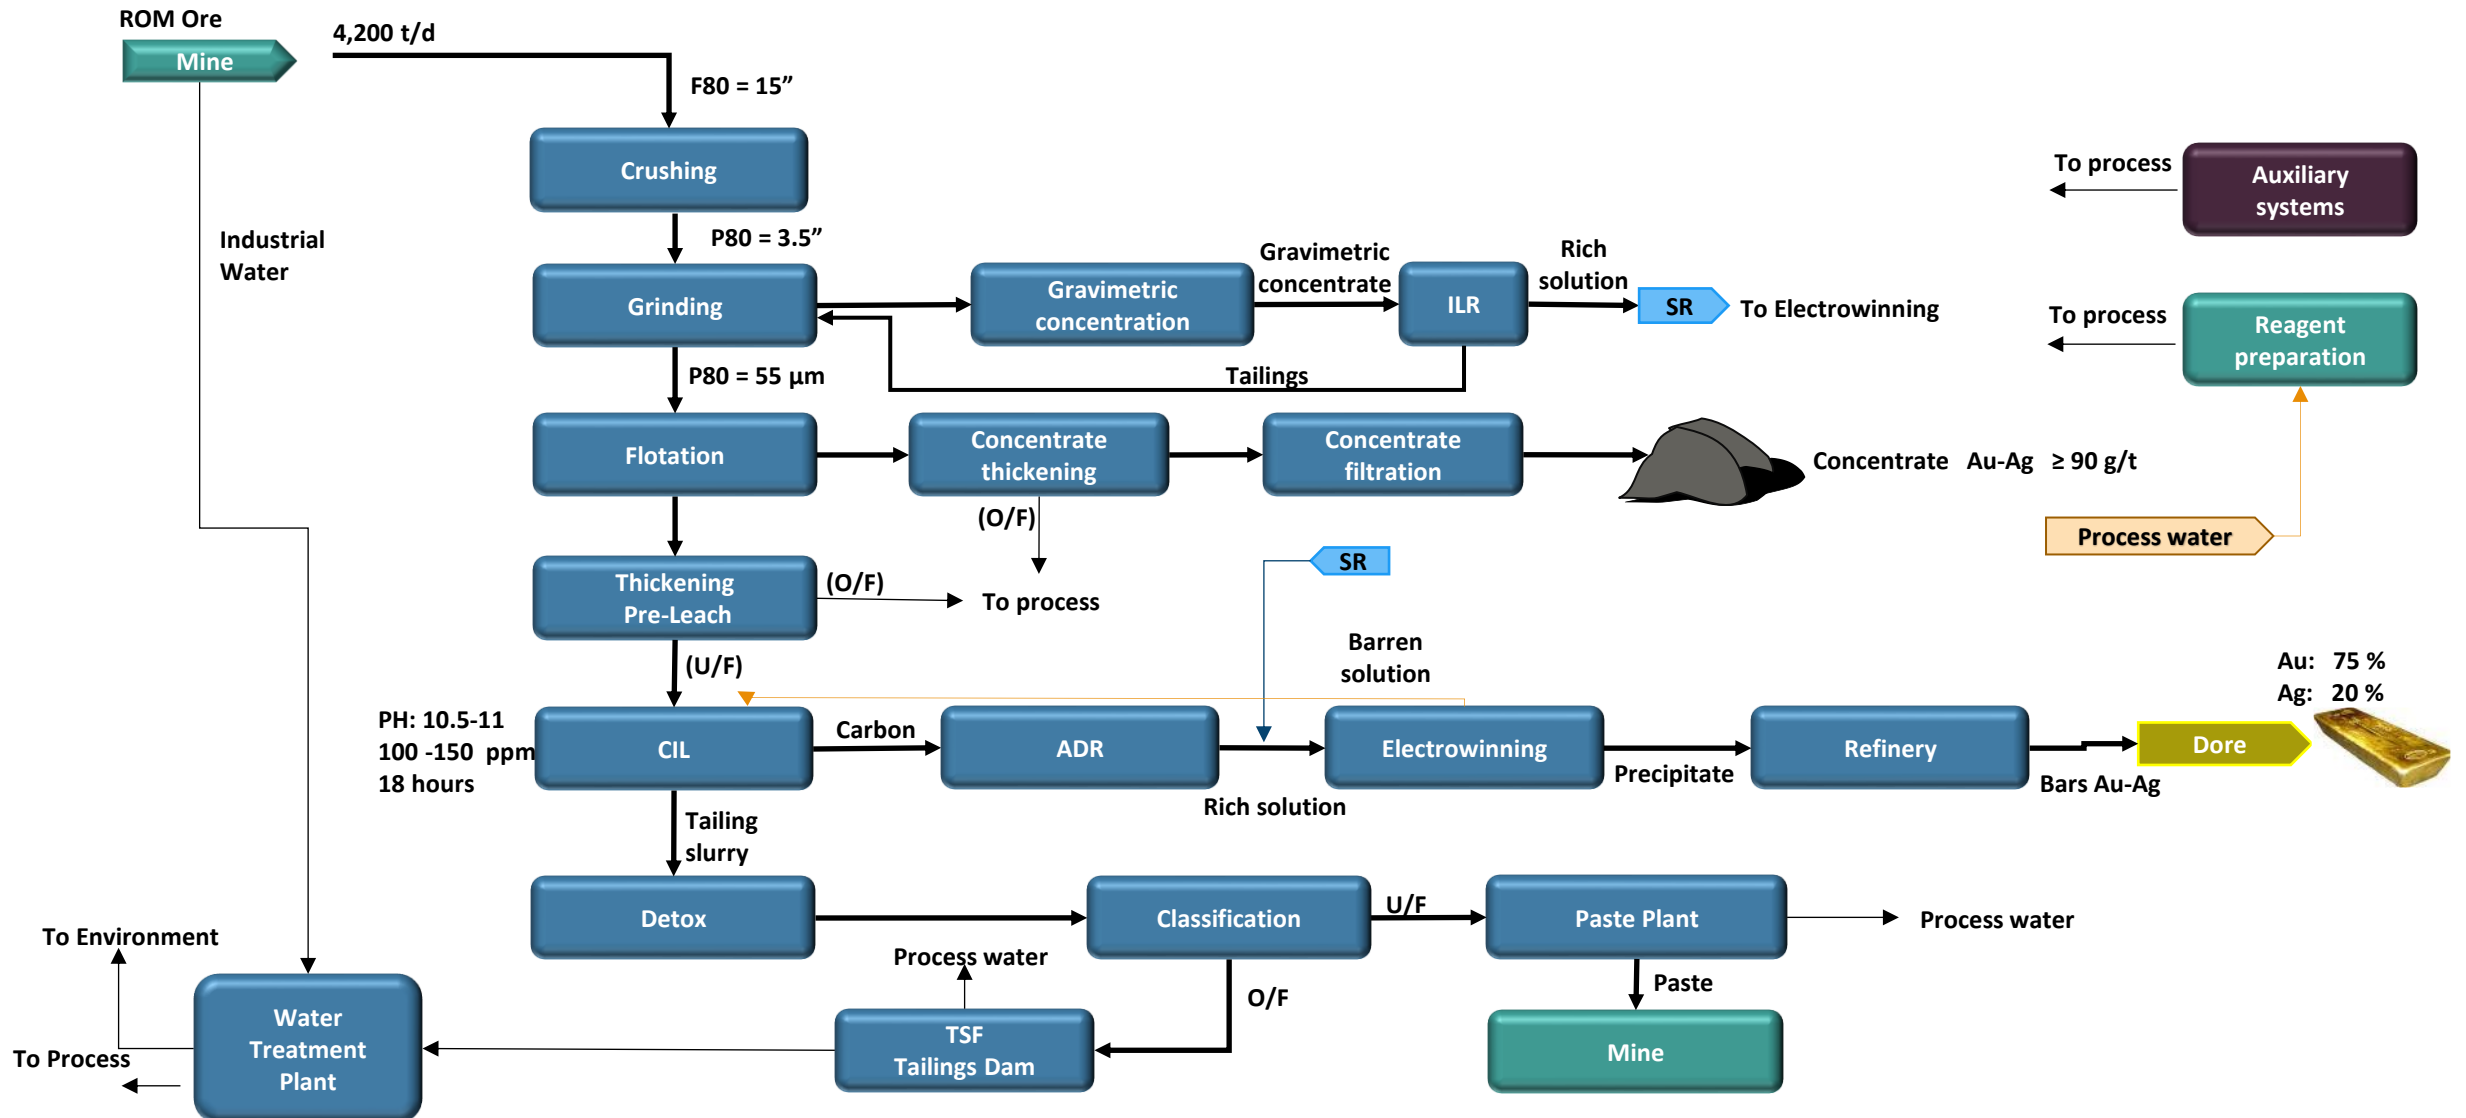 ROM Ore
Mine
4,200 t/d
F80 = 15”
Crushing
To process
Auxiliary
systems
P80 = 3.5”
Industrial
Water
Grinding
Gravimetric
concentration
Gravimetric
concentrate
ILR
Rich
solution
SR
To Electrowinning
To process
Reagent
preparation
Tailings
P80 = 55 µm
Flotation
Concentrate
thickening
Concentrate
filtration
Concentrate Au-Ag ≥ 90 g/t
(O/F)
Process water
SR
Thickening
Pre-Leach
(O/F)
To process
(U/F)
Barren
solution
Au: 75 %
Ag: 20 %
PH: 10.5-11
100 -150 ppm
18 hours
CIL
Carbon
ADR
Rich solution
Electrowinning
Precipitate
Refinery
Bars Au-Ag
Dore
Tailing
slurry
Detox
Classification
U/F
Paste Plant
Process water
To Environment
Process water
O/F
Paste
Water
Treatment
Plant
To Process
TSF
Tailings Dam
Mine